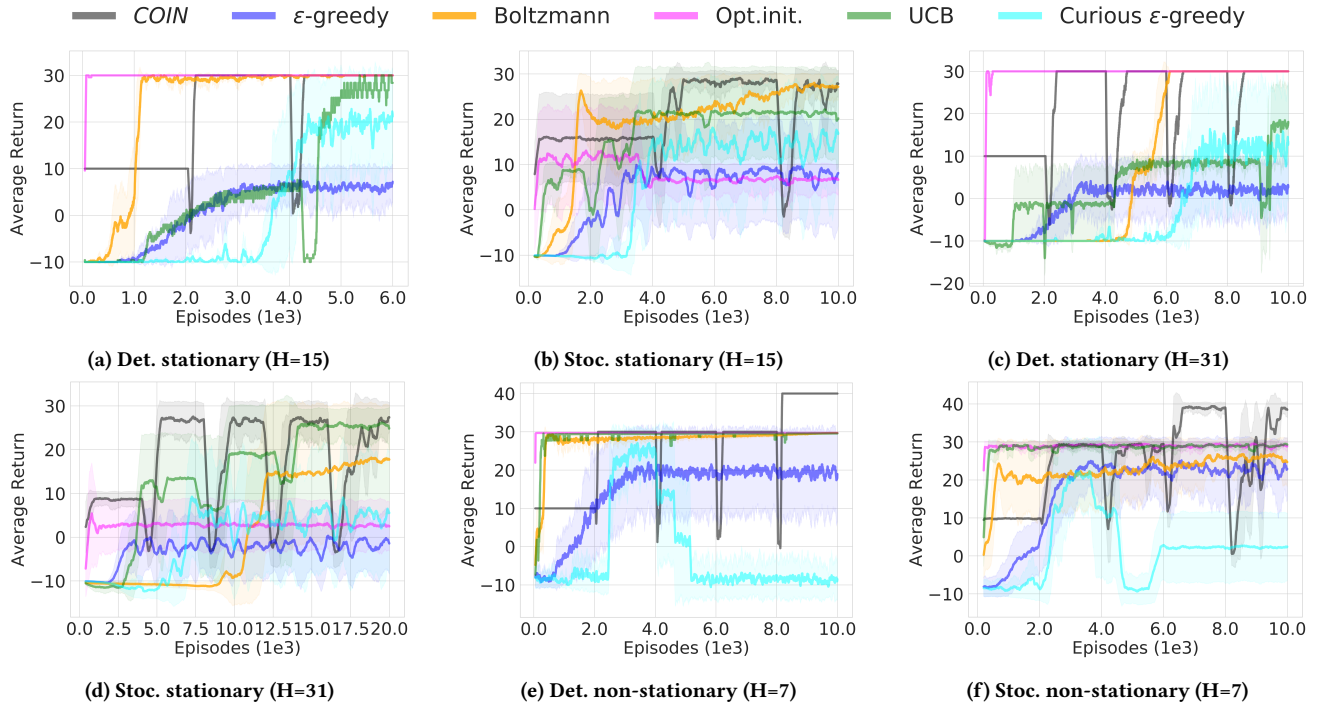 COIN ε-greedy Boltzmann Opt.init. UCB Curious ε-greedy
Average Return
30
20
10
0
−10
0.0 1.0 2.0 3.0 4.0 5.0 6.0
Episodes (1e3)
(a) Det. stationary (H=15)
Average Return
30
20
10
0
−10
0.0 2.0 4.0 6.0 8.0 10.0
Episodes (1e3)
(b) Stoc. stationary (H=15)
Average Return
30
20
10
0
−10
−20
0.0 2.0 4.0 6.0 8.0 10.0
Episodes (1e3)
(c) Det. stationary (H=31)
Average Return
30
20
10
0
−10
0.0 2.5 5.0 7.5 10.0 12.5 15.0 17.5 20.0
Episodes (1e3)
(d) Stoc. stationary (H=31)
Average Return
40
30
20
10
0
−10
0.0 2.0 4.0 6.0 8.0 10.0
Episodes (1e3)
(e) Det. non-stationary (H=7)
Average Return
40
30
20
10
0
−10
0.0 2.0 4.0 6.0 8.0 10.0
Episodes (1e3)
(f) Stoc. non-stationary (H=7)